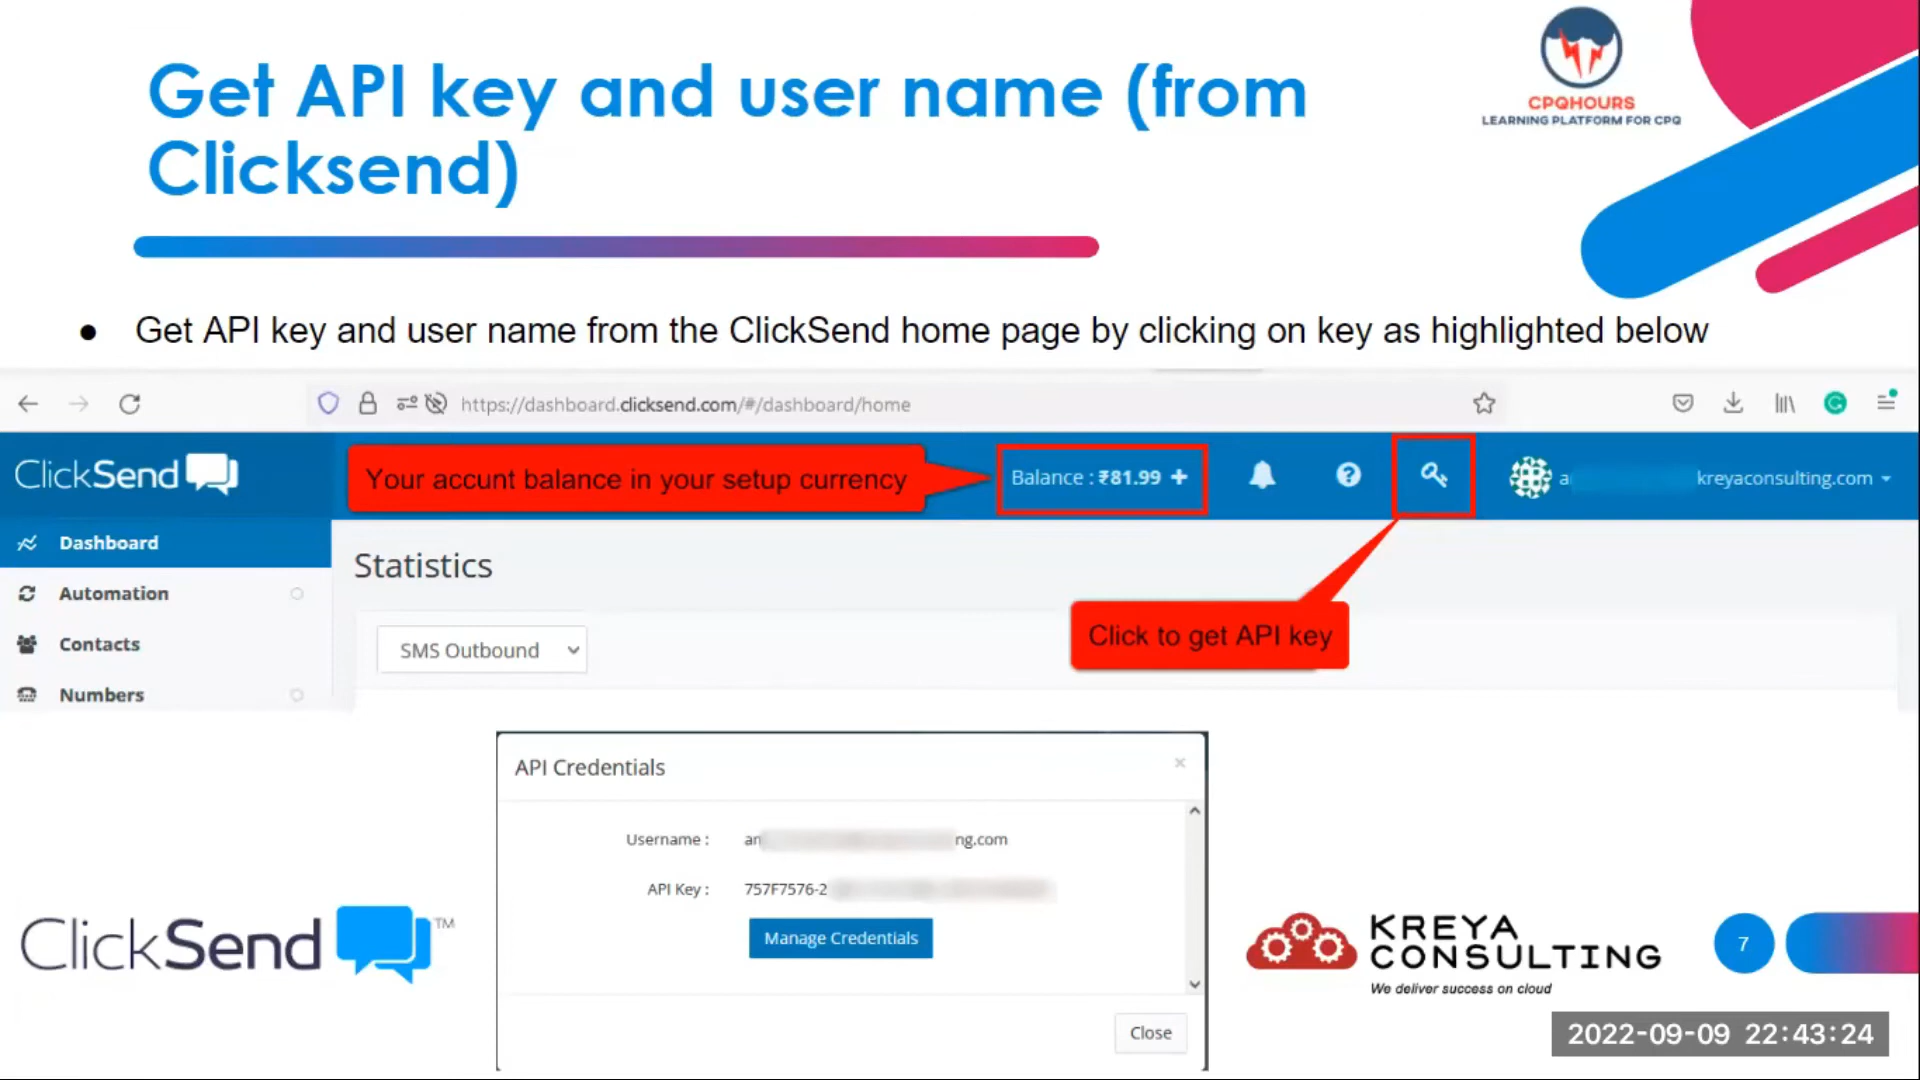 Get API key and user name (from
Clicksend)
CPQHOURS
LEARNING PLATFORM FOR CPQ
● Get API key and user name from the ClickSend home page by clicking on key as highlighted below
https://dashboard.clicksend.com/#/dashboard/home
ClickSend
Your accunt balance in your setup currency
Balance : ₹81.99 +
kreyaconsulting.com
Dashboard
Statistics
Automation
Contacts
SMS Outbound
Click to get API key
Numbers
API Credentials
×
Username : an ng.com
API Key : 757F7576-2
Manage Credentials
Close
ClickSend™
KREYA
CONSULTING
We deliver success on cloud
7
2022-09-09 22:43:24